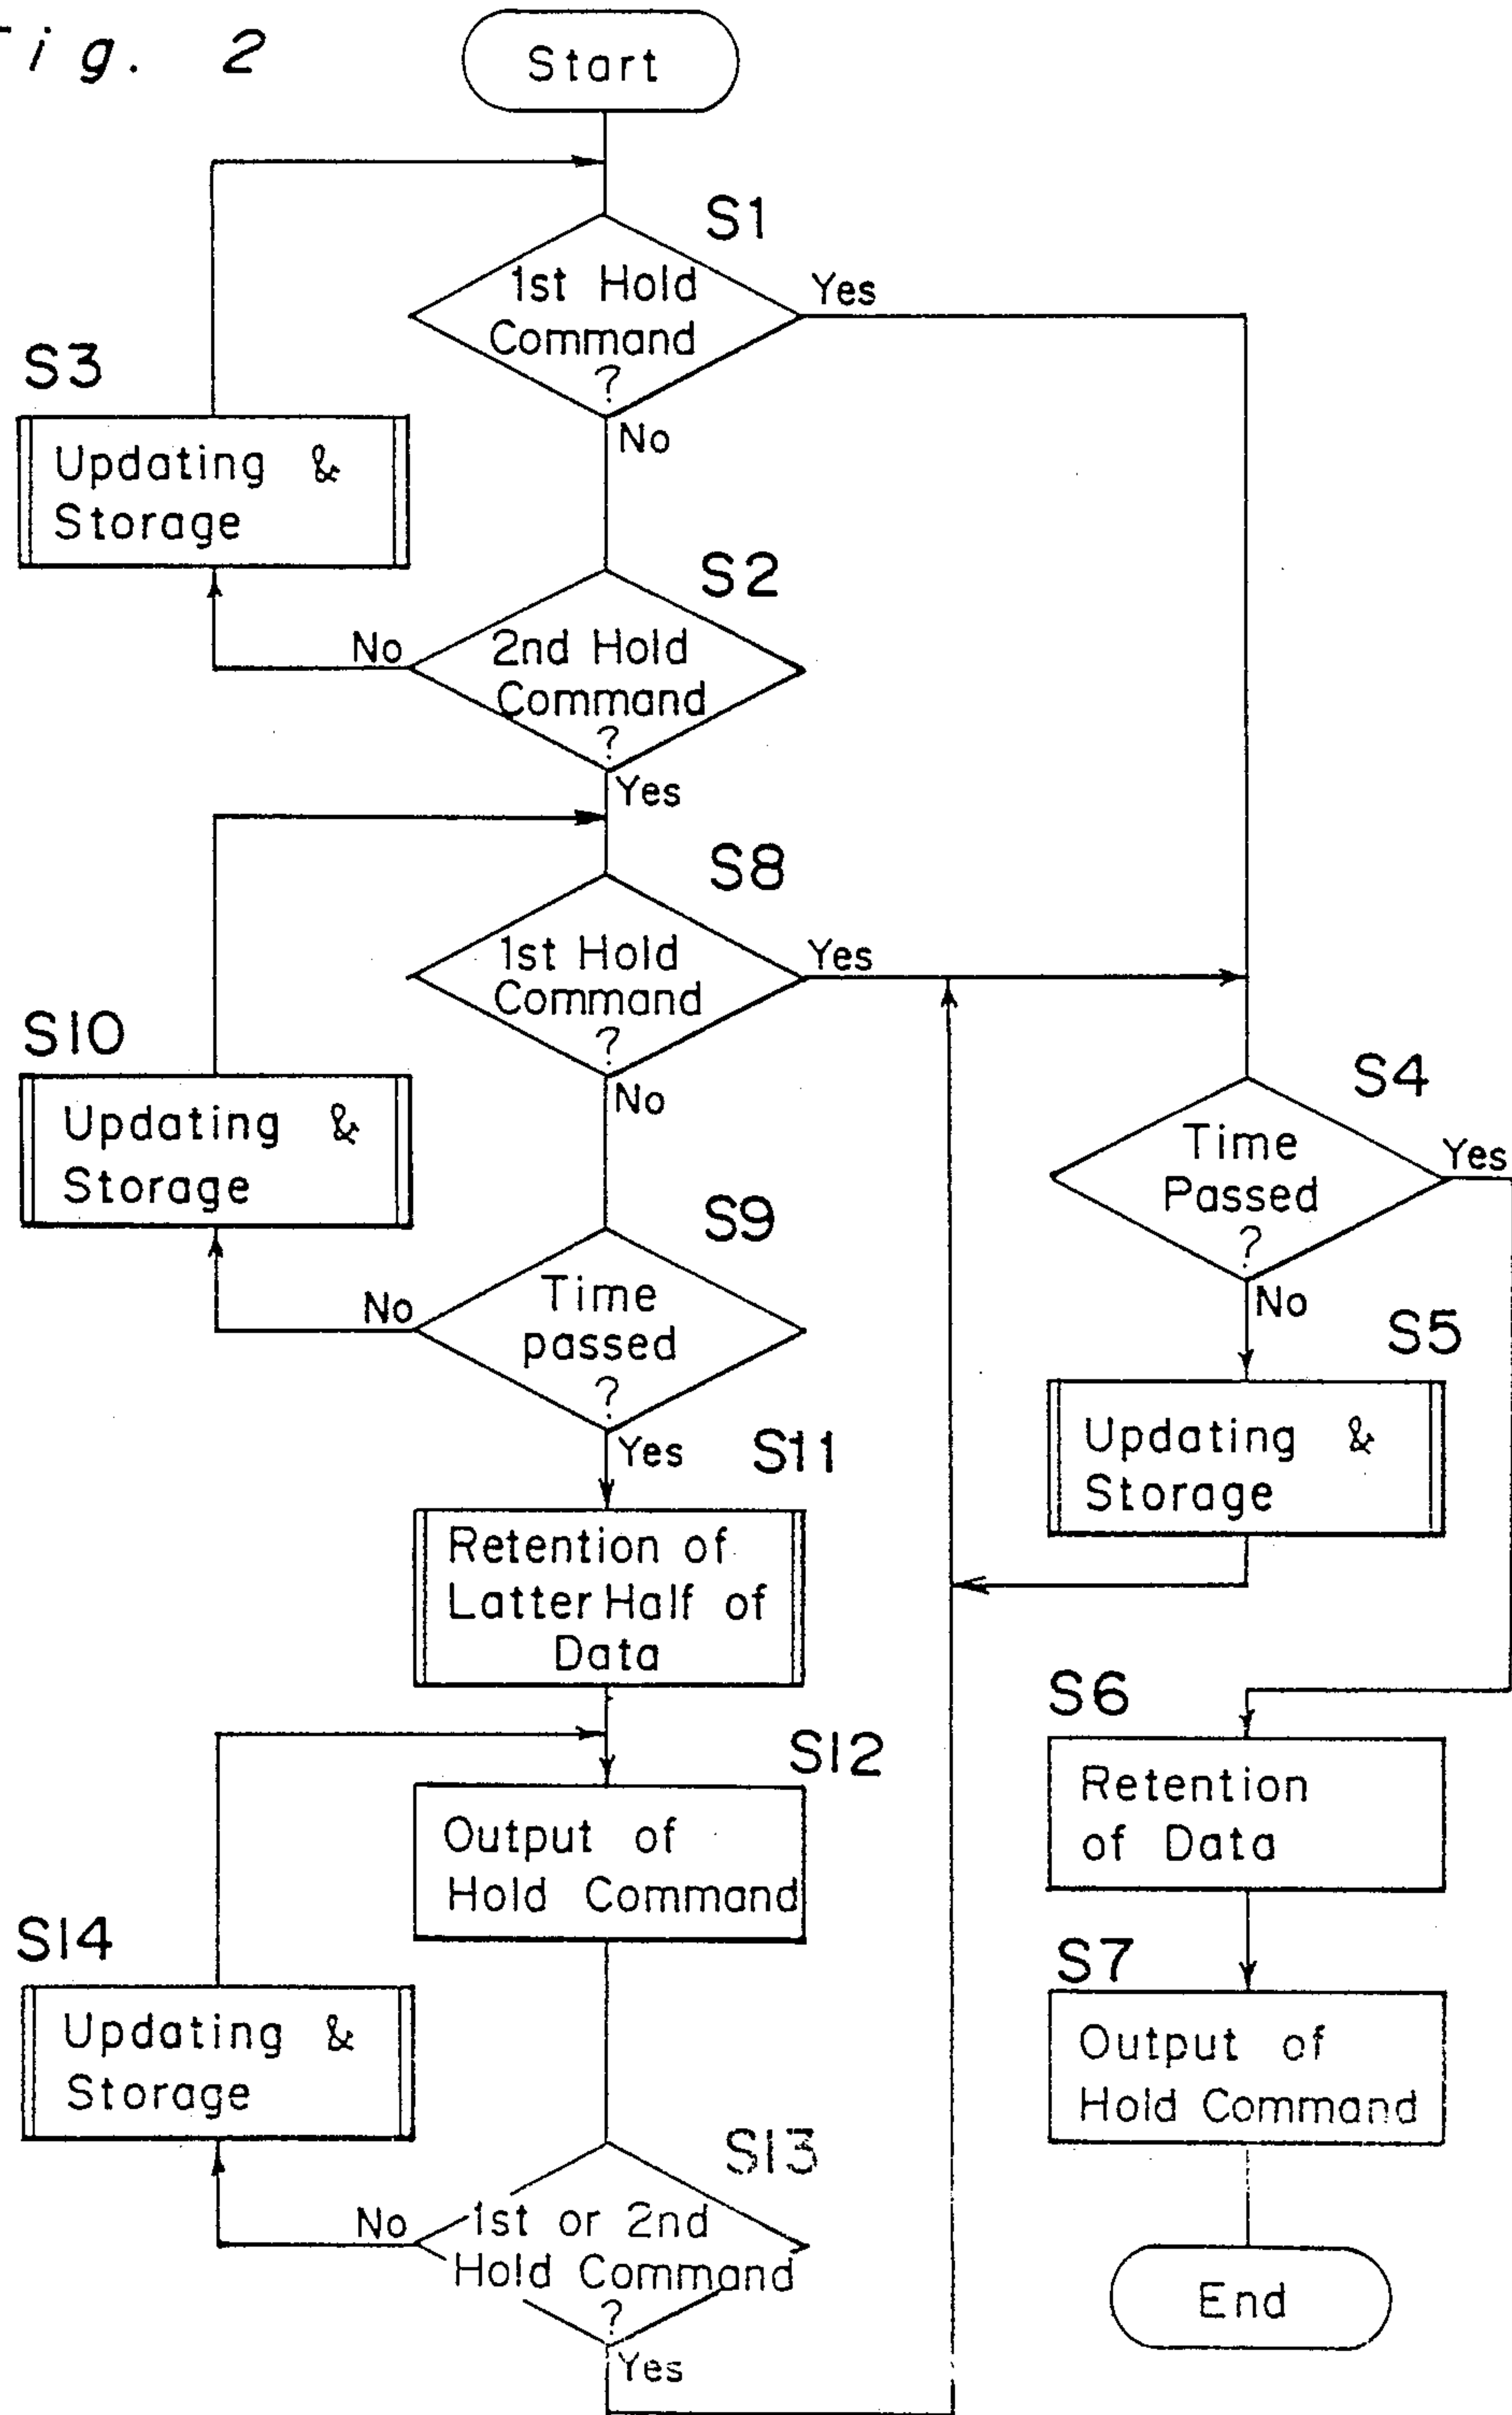 Fig. 2
Start
S1
1st Hold
Command
?
Yes
No
S3
Updating &
Storage
S2
2nd Hold
Command
?
No
Yes
S8
1st Hold
Command
?
Yes
No
S10
Updating &
Storage
S9
Time
passed
?
No
Yes
S11
Retention of
Latter Half of
Data
S12
Output of
Hold Command
S14
Updating &
Storage
S13
1st or 2nd
Hold Command
?
No
Yes
S4
Time
Passed
?
Yes
No
S5
Updating &
Storage
S6
Retention
of Data
S7
Output of
Hold Command
End